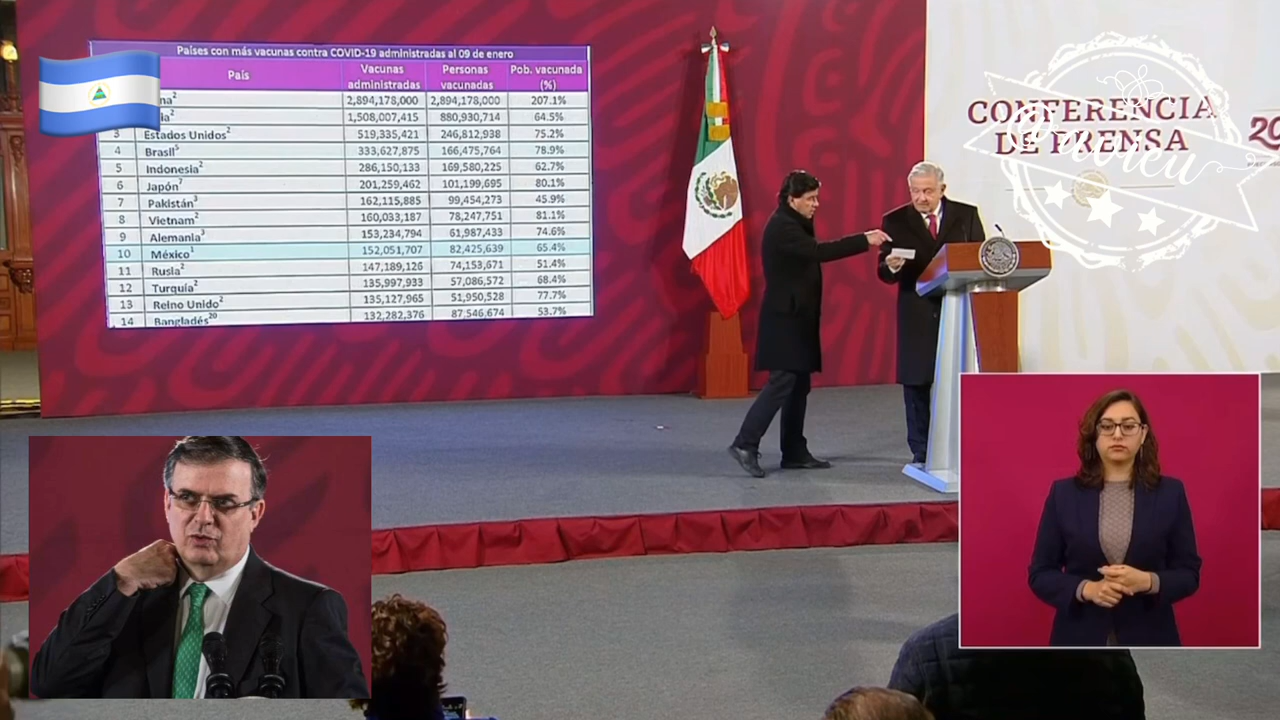 Países con más vacunas contra COVID-19 administradas al 09 de enero
País Vacunas administradas Personas vacunadas Pob. vacunada (%)
na² 2,894,178,000 2,894,178,000 207.1%
ia² 1,508,007,415 880,930,714 64.5%
3 Estados Unidos² 519,335,421 246,812,938 75.2%
4 Brasil⁵ 333,627,875 166,475,764 78.9%
5 Indonesia² 286,150,133 169,580,225 62.7%
6 Japón⁷ 201,259,462 101,199,695 80.1%
7 Pakistán³ 162,115,885 99,454,273 45.9%
8 Vietnam² 160,033,187 78,247,751 81.1%
9 Alemania³ 153,234,794 61,987,433 74.6%
10 México¹ 152,051,707 82,425,639 65.4%
11 Rusia² 147,189,126 74,153,671 51.4%
12 Turquía² 135,997,933 57,086,572 68.4%
13 Reino Unido² 135,127,965 51,950,528 77.7%
14 Bangladés²⁰ 132,282,376 87,546,674 53.7%
CONFERENCIA
DE PRENSA
20